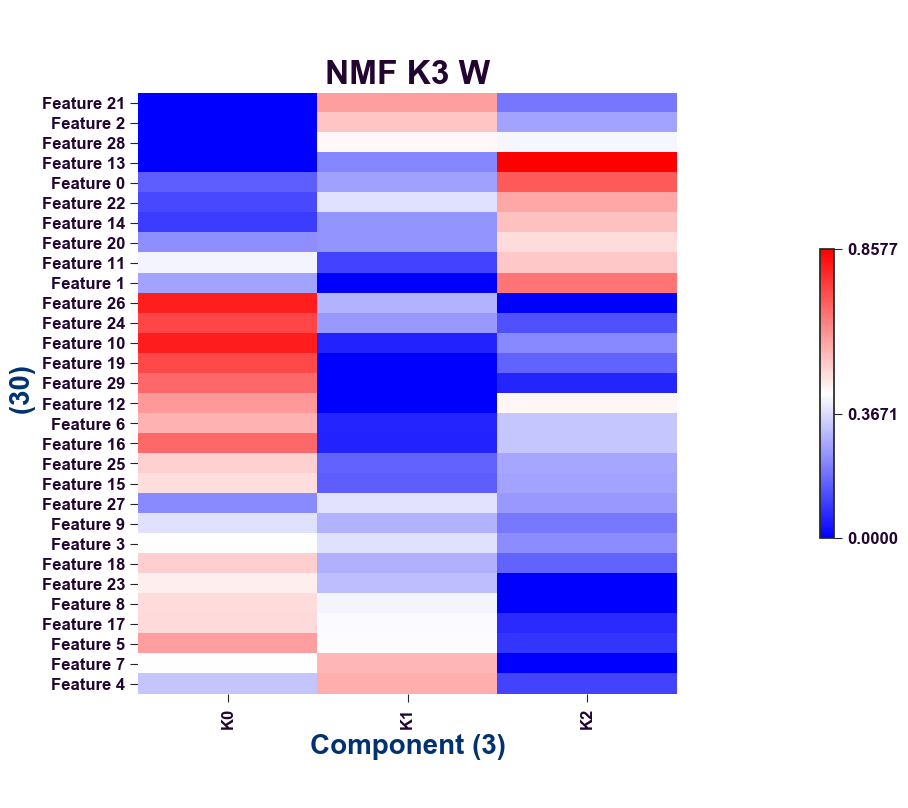 NMF K3 W
Feature 21
Feature 2
Feature 28
Feature 13
Feature 0
Feature 22
Feature 14
Feature 20
Feature 11
Feature 1
Feature 26
Feature 24
Feature 10
Feature 19
Feature 29
Feature 12
Feature 6
Feature 16
Feature 25
Feature 15
Feature 27
Feature 9
Feature 3
Feature 18
Feature 23
Feature 8
Feature 17
Feature 5
Feature 7
Feature 4
(30)
K0
K1
K2
Component (3)
0.8577
0.3671
0.0000